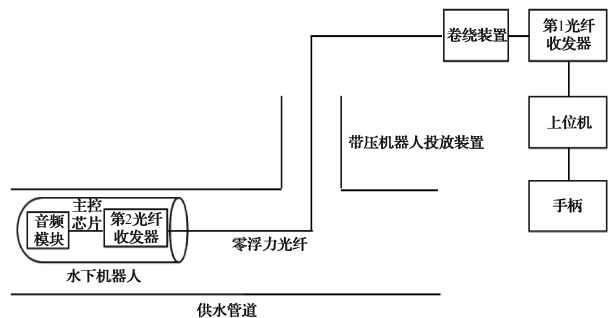 卷绕装置
第1光纤
收发器
上位机
带压机器人投放装置
手柄
主控
芯片
音频
模块
第2光纤
收发器
零浮力光纤
水下机器人
供水管道